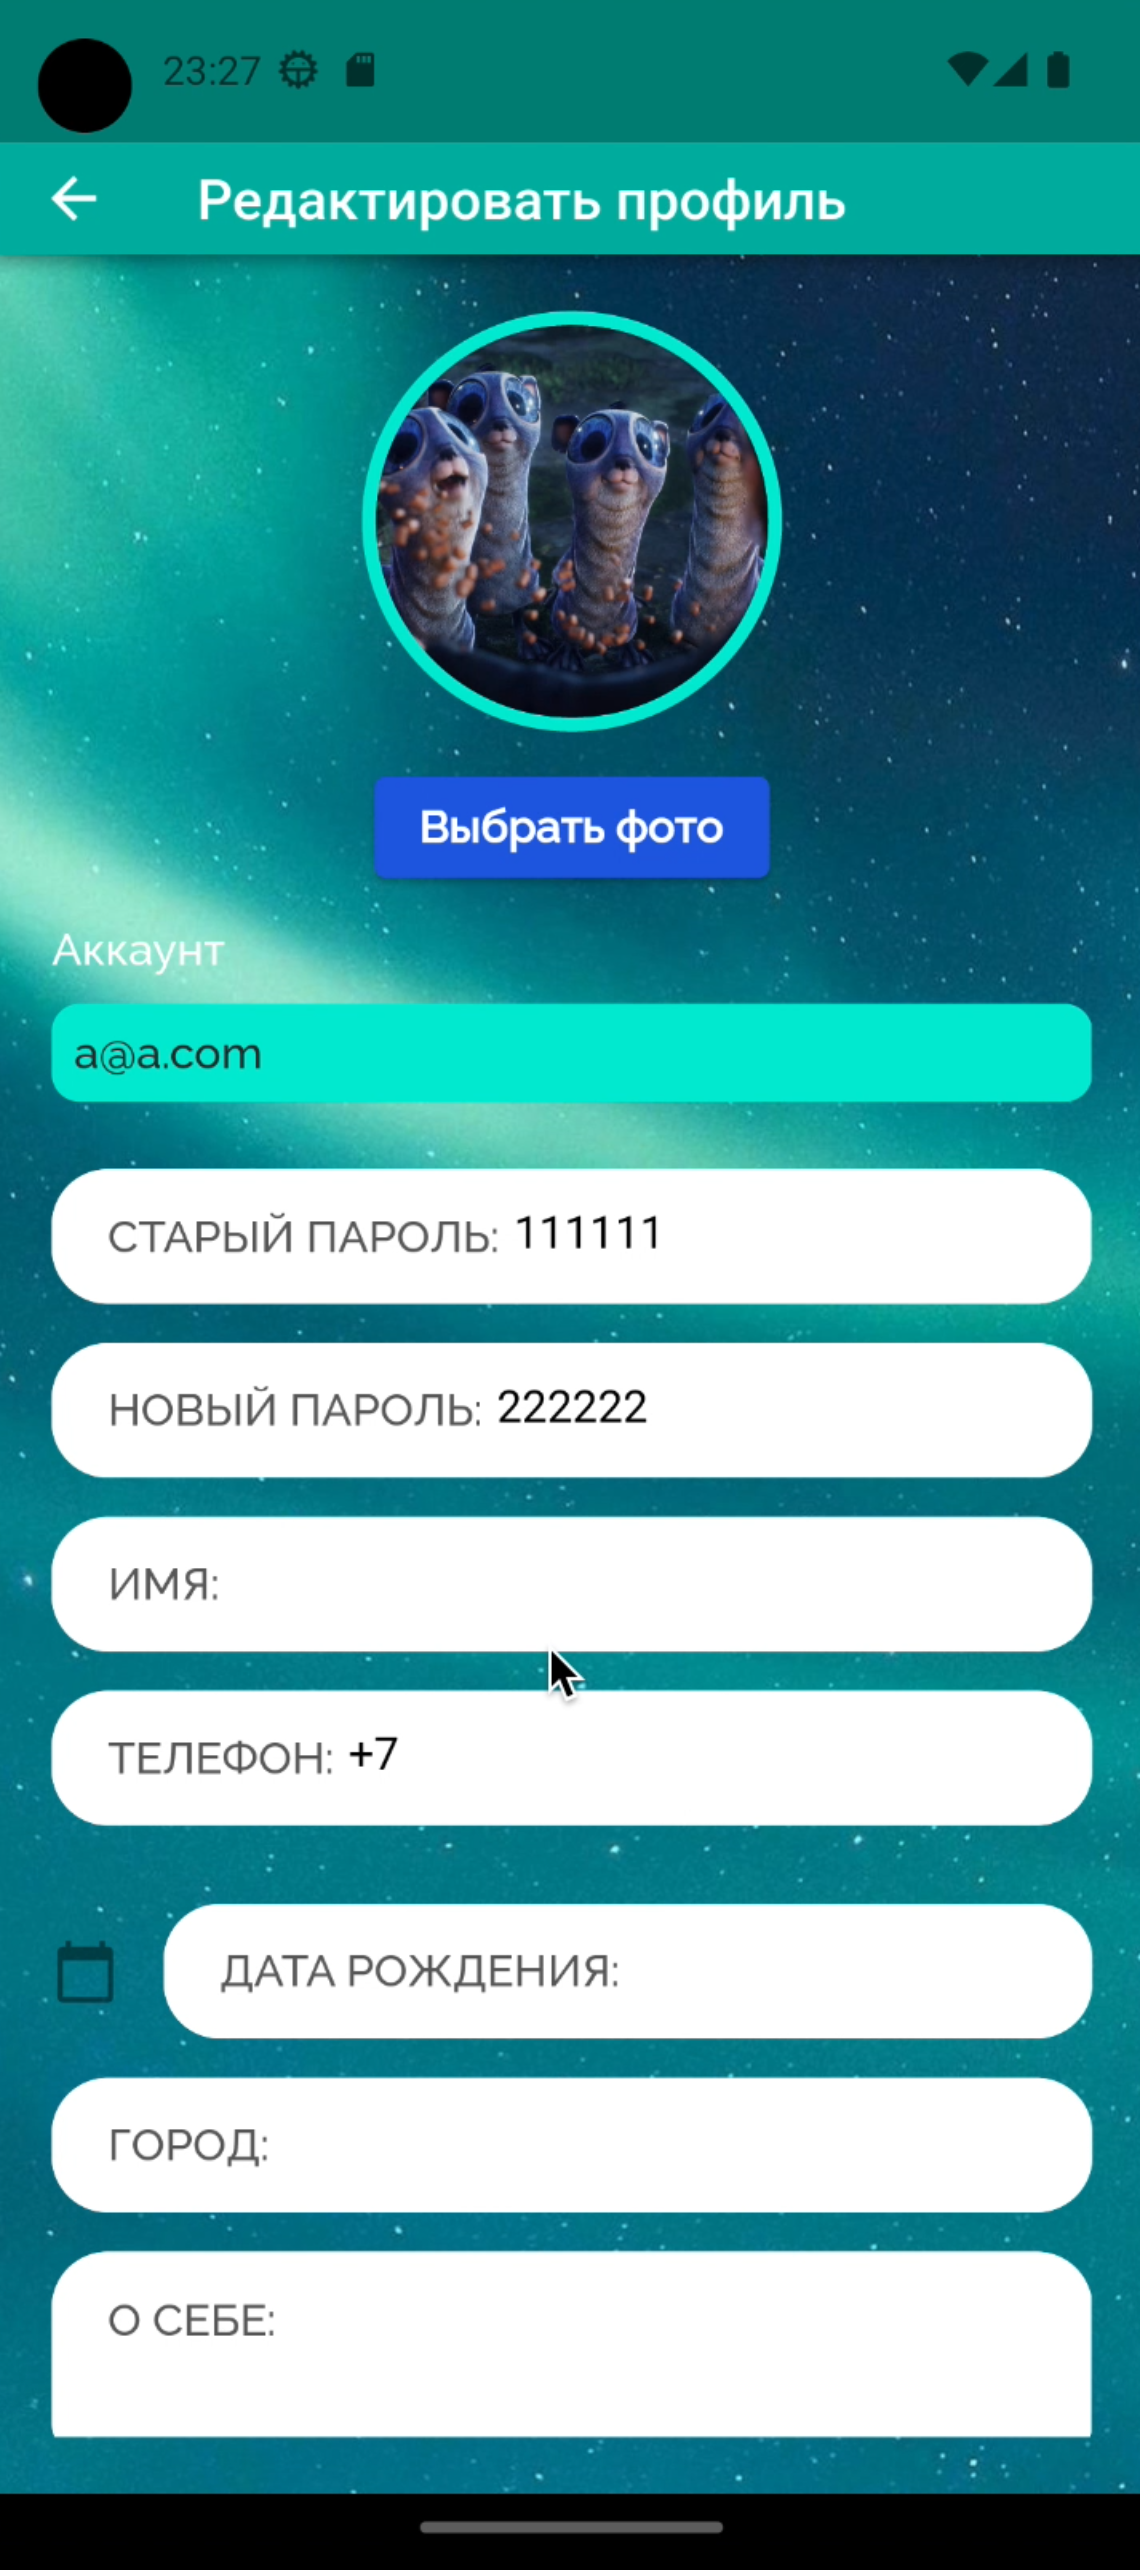 23:27
Редактировать профиль
Выбрать фото
Аккаунт
a@a.com
СТАРЫЙ ПАРОЛЬ: 111111
НОВЫЙ ПАРОЛЬ: 222222
ИМЯ:
ТЕЛЕФОН: +7
ДАТА РОЖДЕНИЯ:
ГОРОД:
О СЕБЕ: